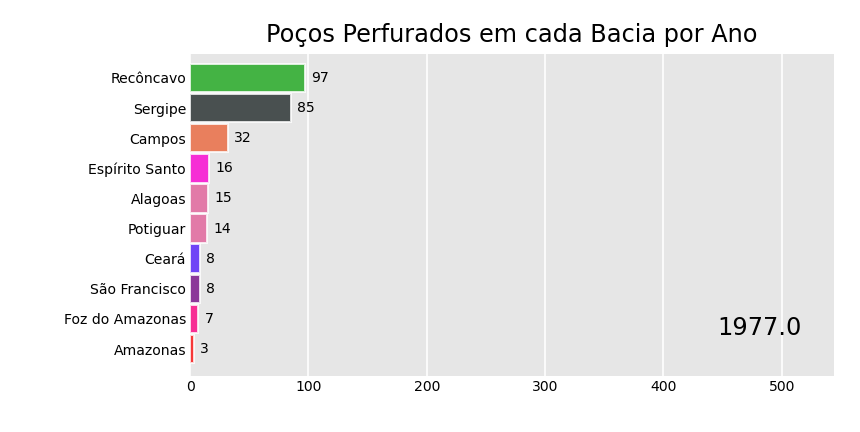 Poços Perfurados em cada Bacia por Ano
Recôncavo 97
Sergipe 85
Campos 32
Espírito Santo 16
Alagoas 15
Potiguar 14
Ceará 8
São Francisco 8
Foz do Amazonas 7
1977.0
Amazonas 3
0 100 200 300 400 500